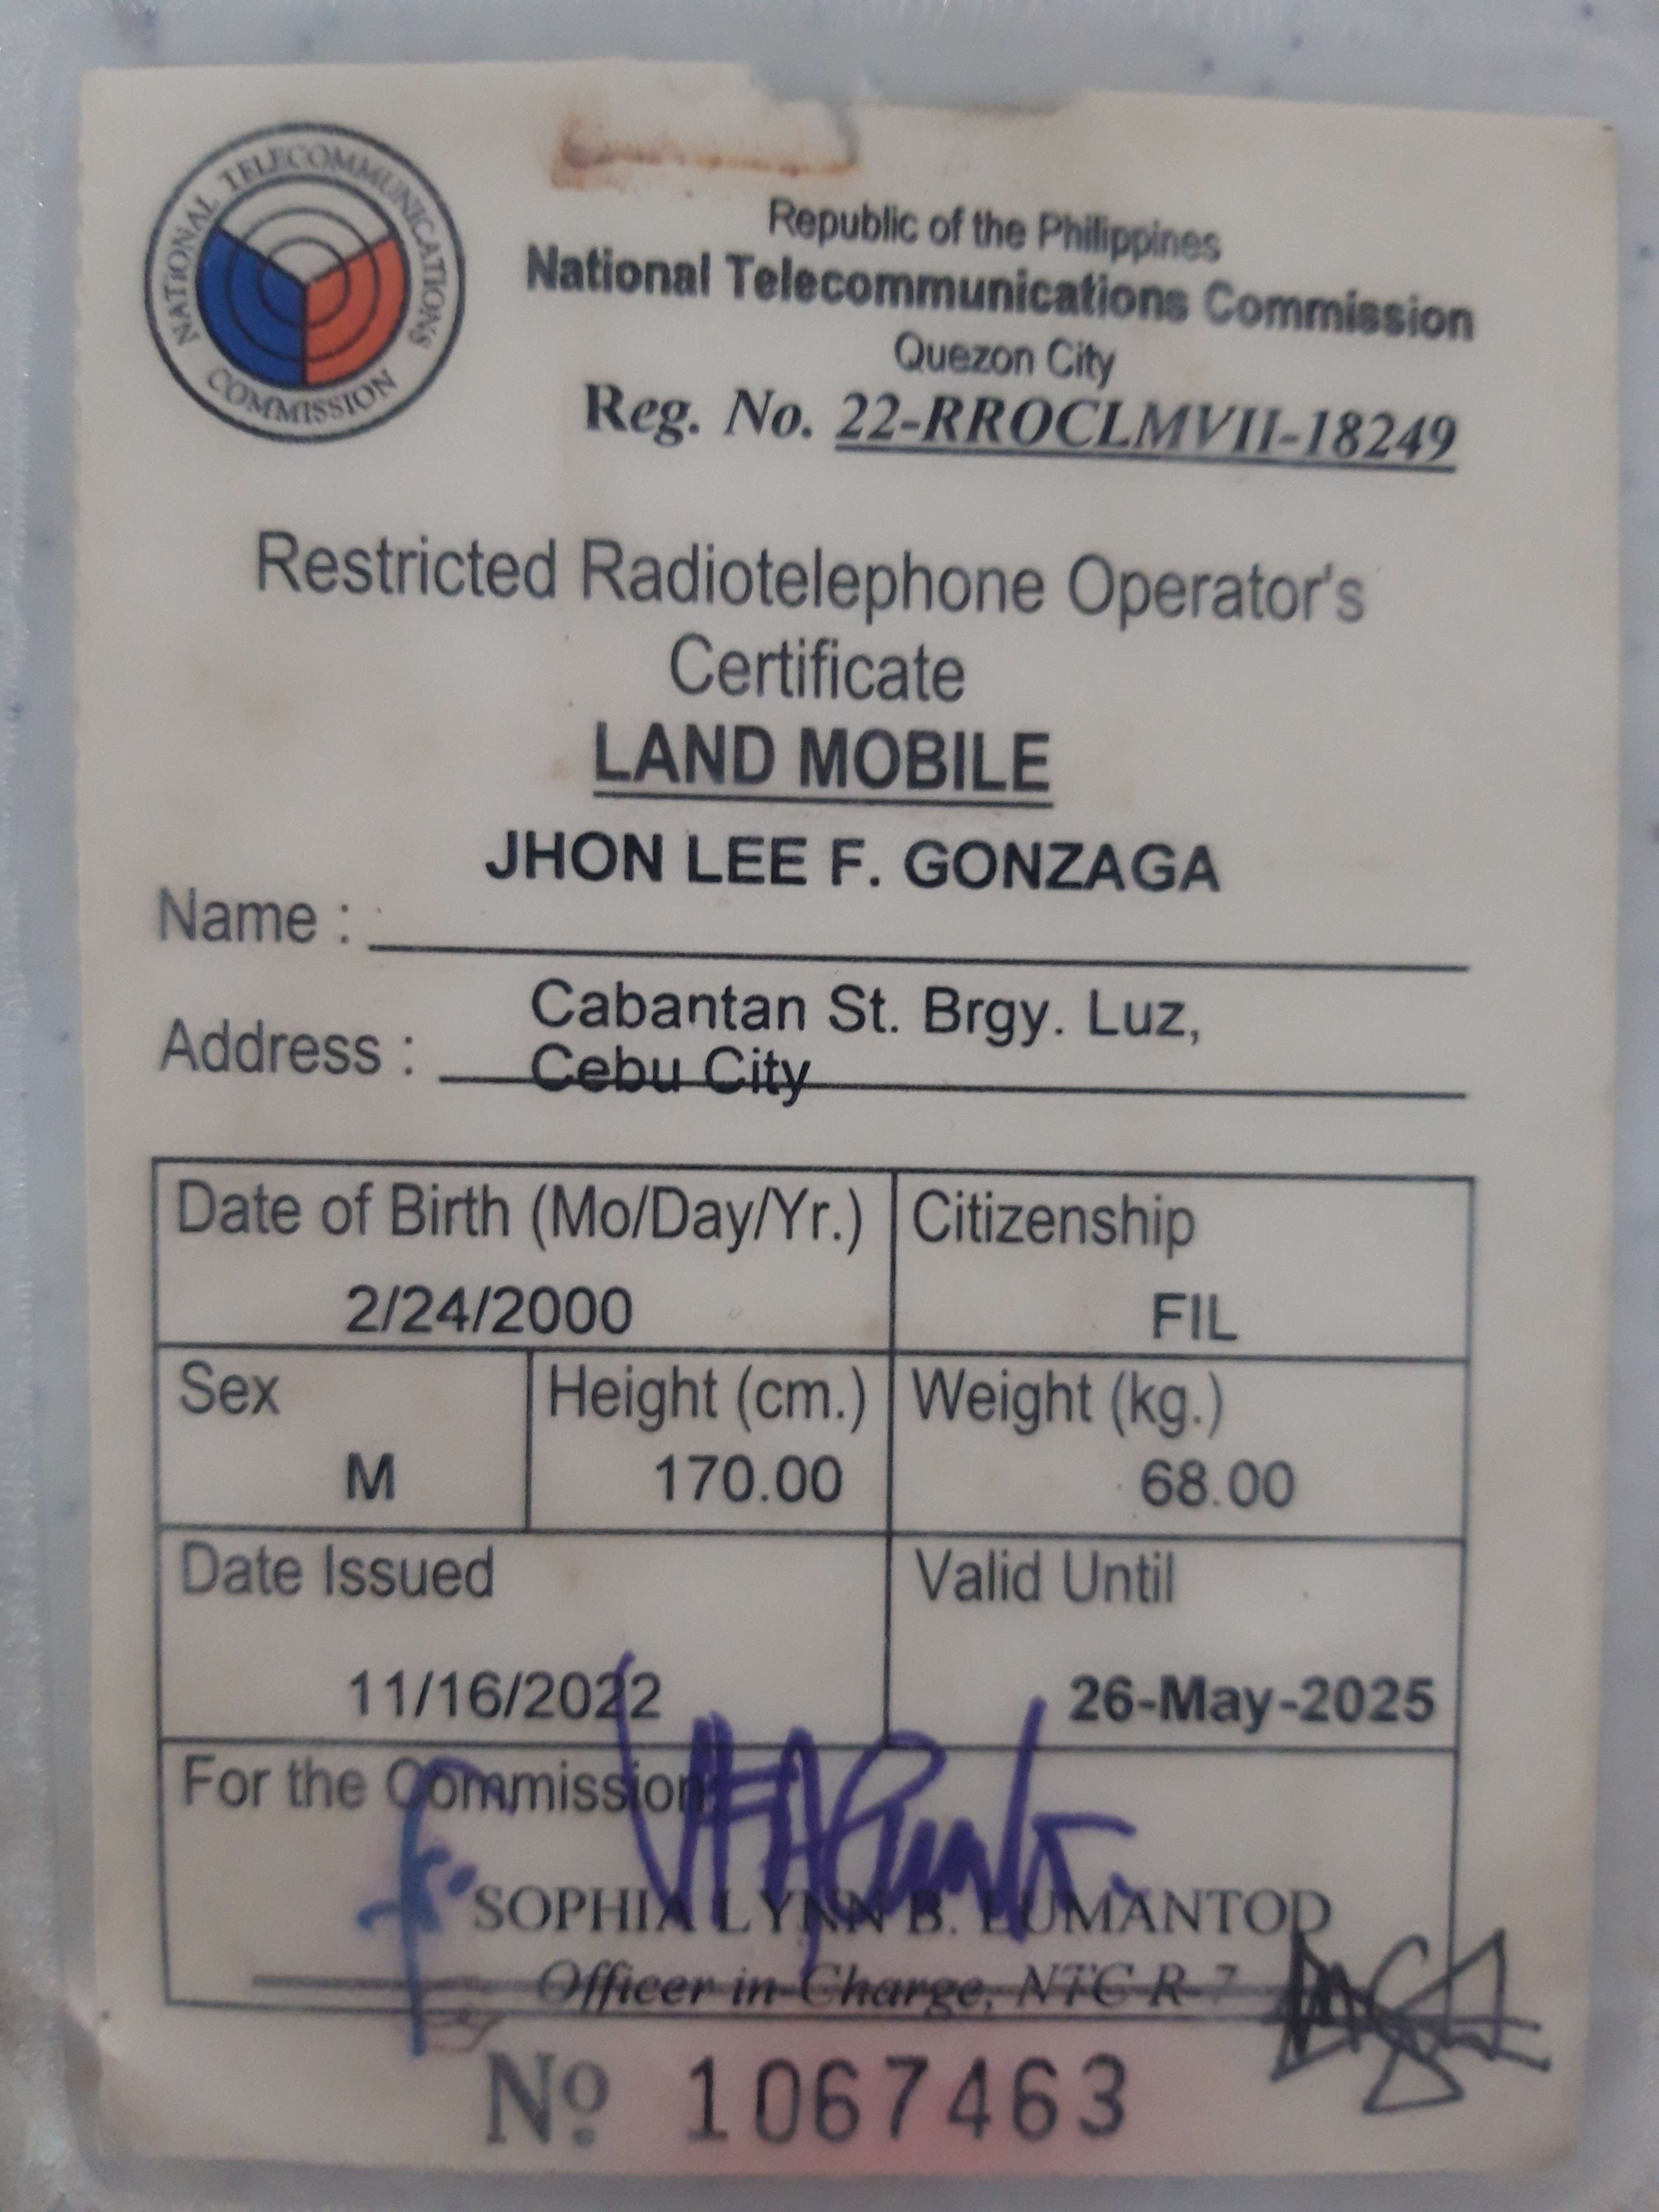 NATIONAL TELECOMMUNICATIONS COMMISSION
Republic of the Philippines
National Telecommunications Commission
Quezon City
Reg. No. 22-RROCLMVII-18249
Restricted Radiotelephone Operator's
Certificate
LAND MOBILE
JHON LEE F. GONZAGA
Name :
Cabantan St. Brgy. Luz,
Address :
Cebu City
Date of Birth (Mo/Day/Yr.)
2/24/2000
Citizenship
FIL
Sex
M
Height (cm.)
170.00
Weight (kg.)
68.00
Date Issued
11/16/2022
Valid Until
26-May-2025
For the Commission
SOPHIA LYNN B. LUMANTOD
Officer in Charge, NTC R-7
Nº 1067463